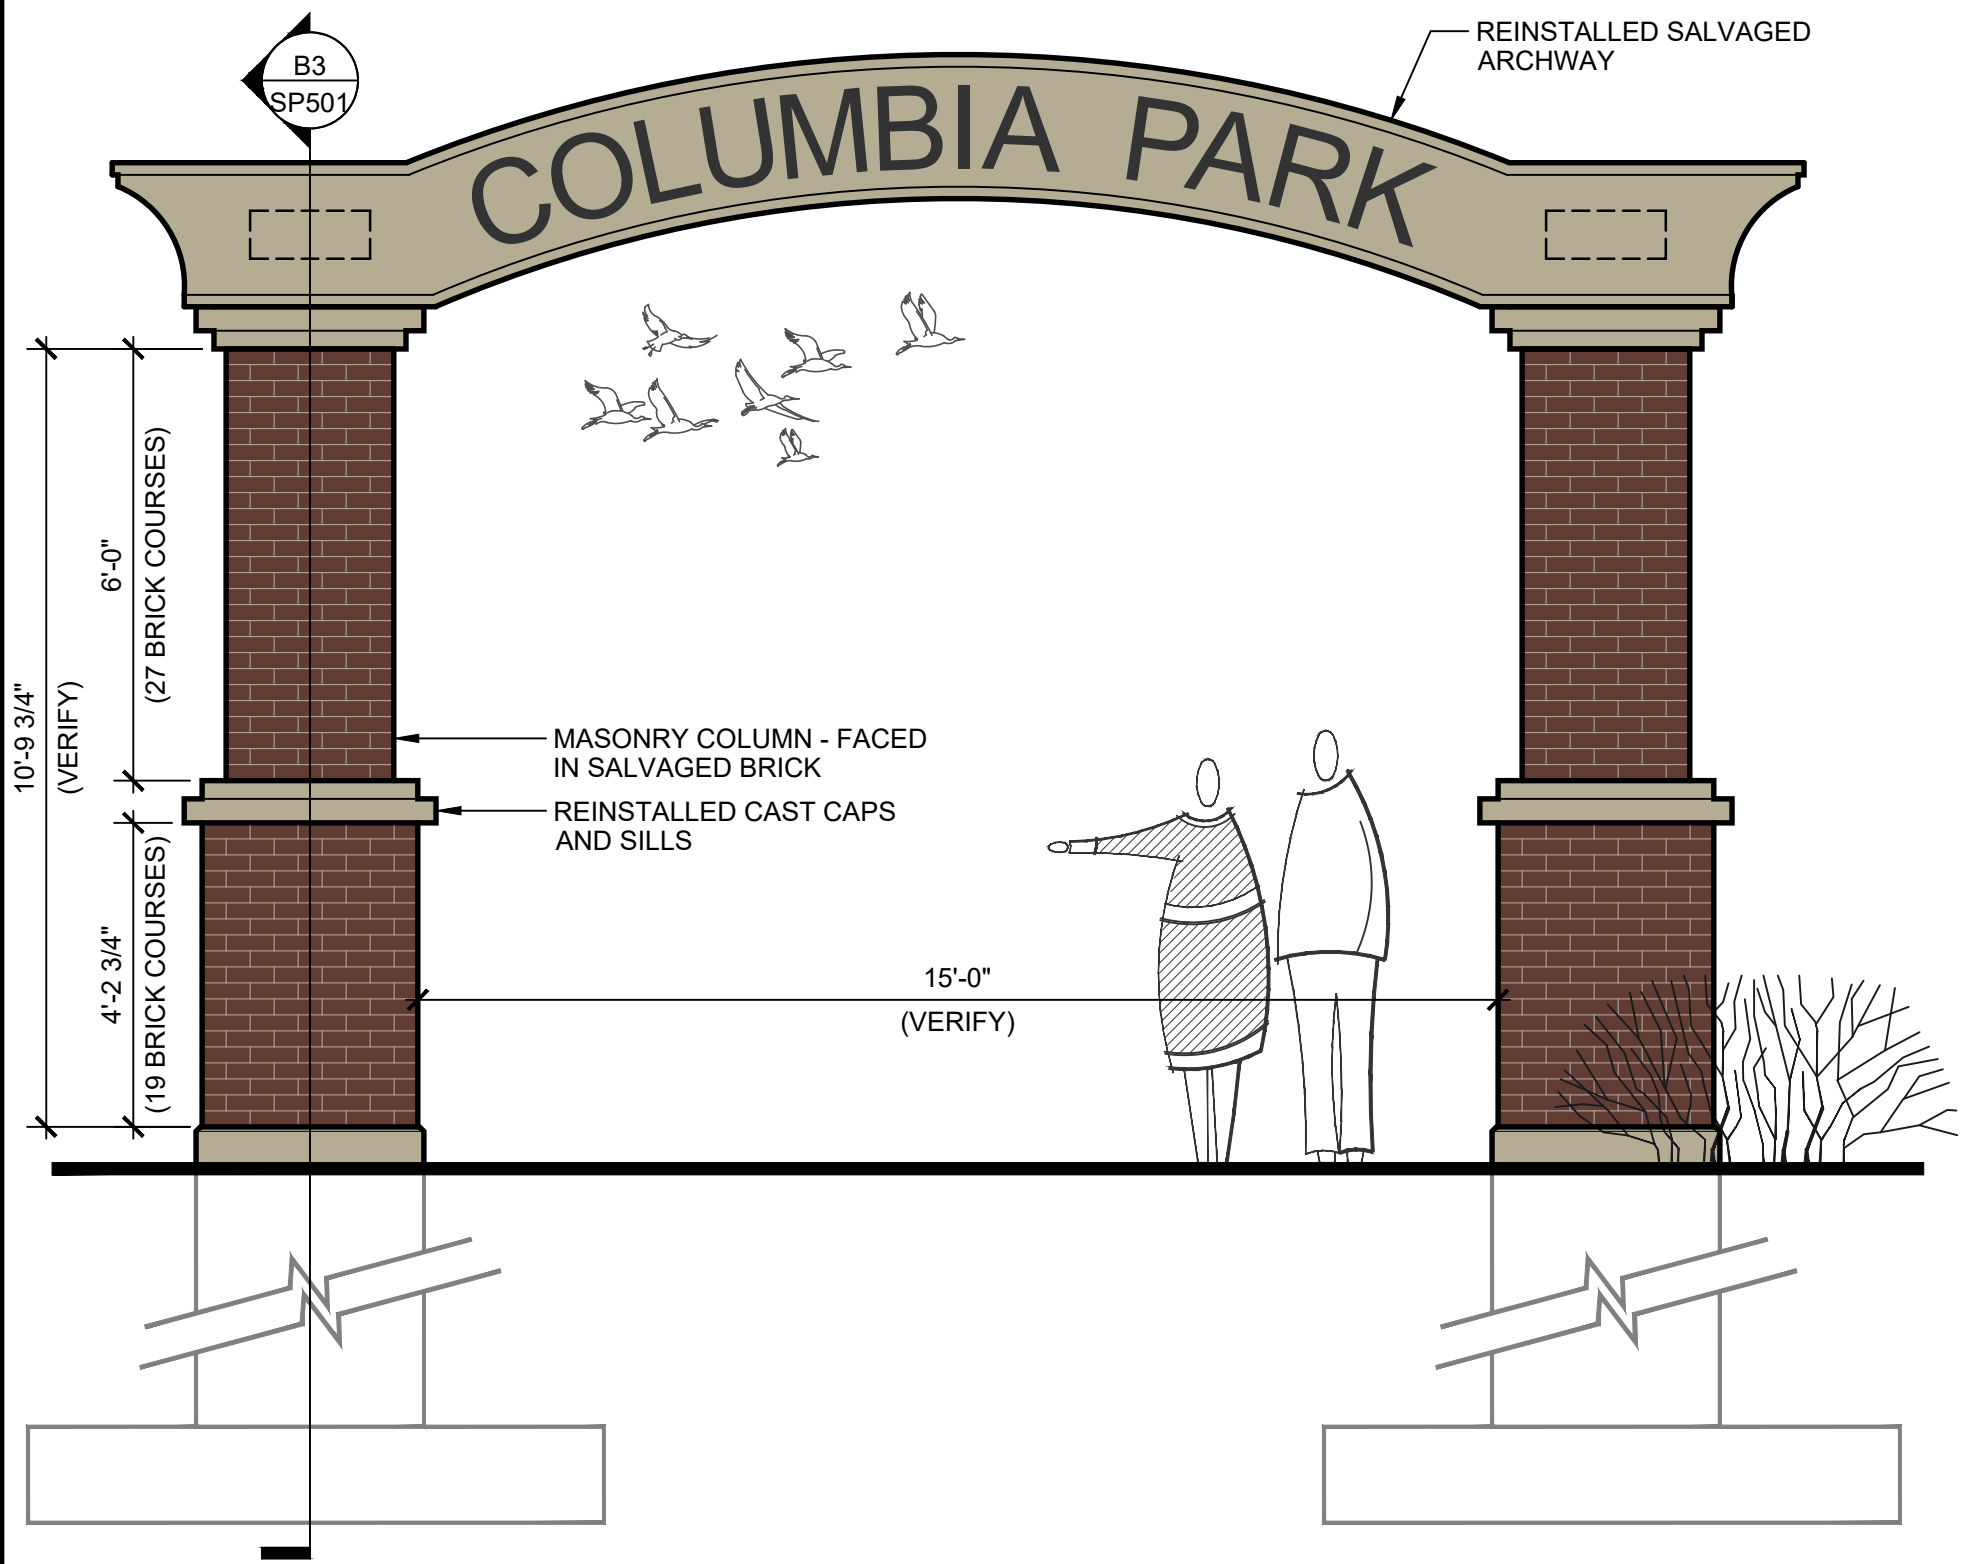 B3
SP501
REINSTALLED SALVAGED
ARCHWAY
COLUMBIA PARK
10'-9 3/4"
(VERIFY)
6'-0"
(27 BRICK COURSES)
MASONRY COLUMN - FACED
IN SALVAGED BRICK
REINSTALLED CAST CAPS
AND SILLS
4'-2 3/4"
(19 BRICK COURSES)
15'-0"
(VERIFY)